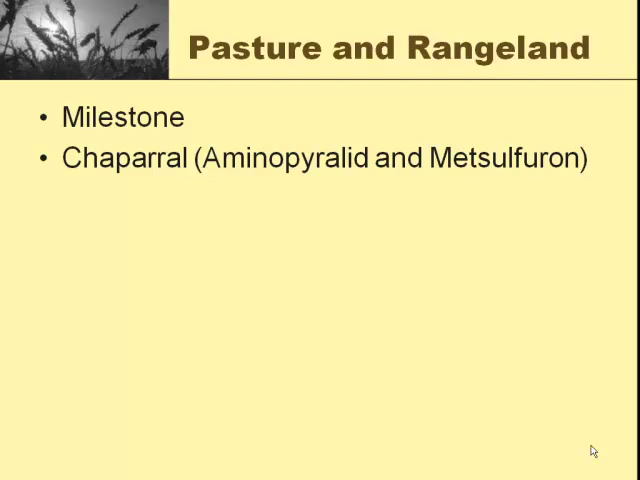 Pasture and Rangeland
• Milestone
• Chaparral (Aminopyralid and Metsulfuron)